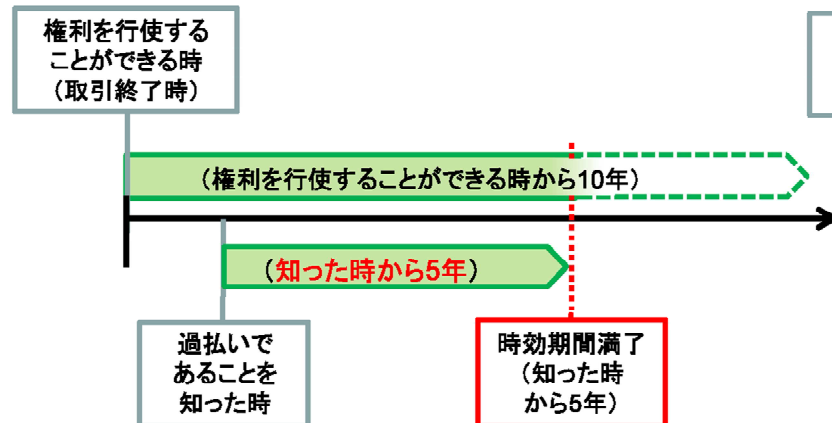 権利を行使する
ことができる時
(取引終了時)
(権利を行使することができる時から10年)
(知った時から5年)
過払いで
あることを
知った時
時効期間満了
(知った時
から5年)